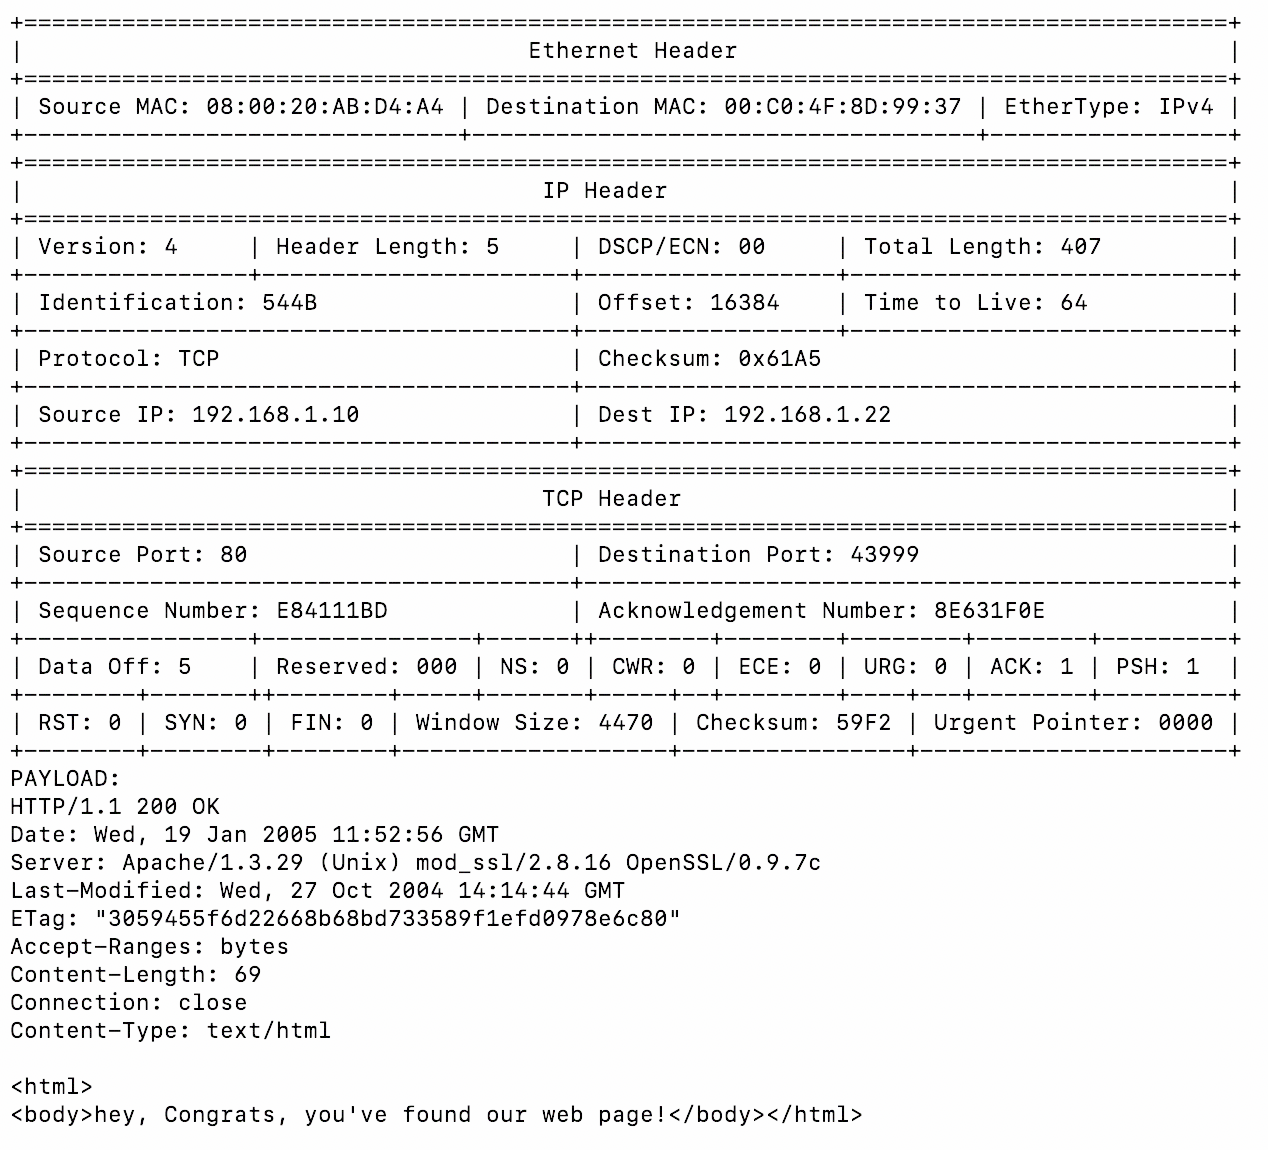 Ethernet Header
Source MAC: 08:00:20:AB:D4:A4 | Destination MAC: 00:C0:4F:8D:99:37 | EtherType: IPv4
IP Header
Version: 4 | Header Length: 5 | DSCP/ECN: 00 | Total Length: 407
Identification: 544B | Offset: 16384 | Time to Live: 64
Protocol: TCP | Checksum: 0x61A5
Source IP: 192.168.1.10 | Dest IP: 192.168.1.22
TCP Header
Source Port: 80 | Destination Port: 43999
Sequence Number: E84111BD | Acknowledgement Number: 8E631F0E
Data Off: 5 | Reserved: 000 | NS: 0 | CWR: 0 | ECE: 0 | URG: 0 | ACK: 1 | PSH: 1
RST: 0 | SYN: 0 | FIN: 0 | Window Size: 4470 | Checksum: 59F2 | Urgent Pointer: 0000
PAYLOAD:
HTTP/1.1 200 OK
Date: Wed, 19 Jan 2005 11:52:56 GMT
Server: Apache/1.3.29 (Unix) mod_ssl/2.8.16 OpenSSL/0.9.7c
Last-Modified: Wed, 27 Oct 2004 14:14:44 GMT
ETag: "3059455f6d22668b68bd733589f1efd0978e6c80"
Accept-Ranges: bytes
Content-Length: 69
Connection: close
Content-Type: text/html

<html>
<body>hey, Congrats, you've found our web page!</body></html>